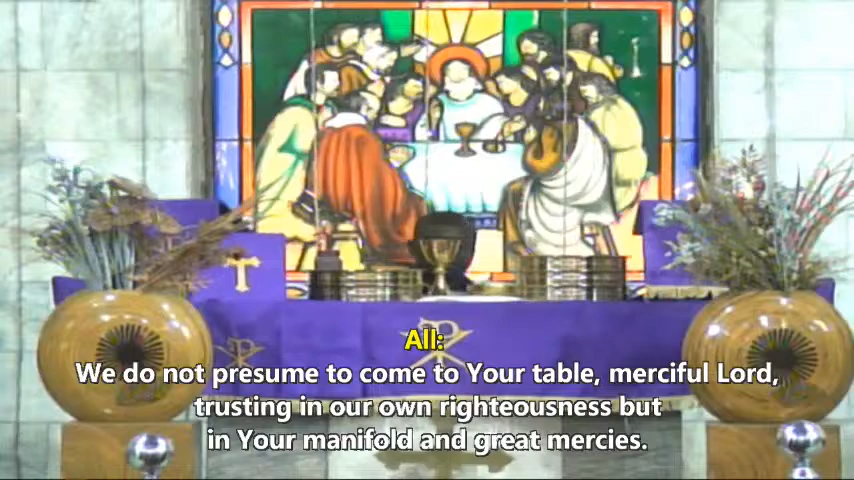 All:
We do not presume to come to Your table, merciful Lord,
trusting in our own righteousness but
in Your manifold and great mercies.